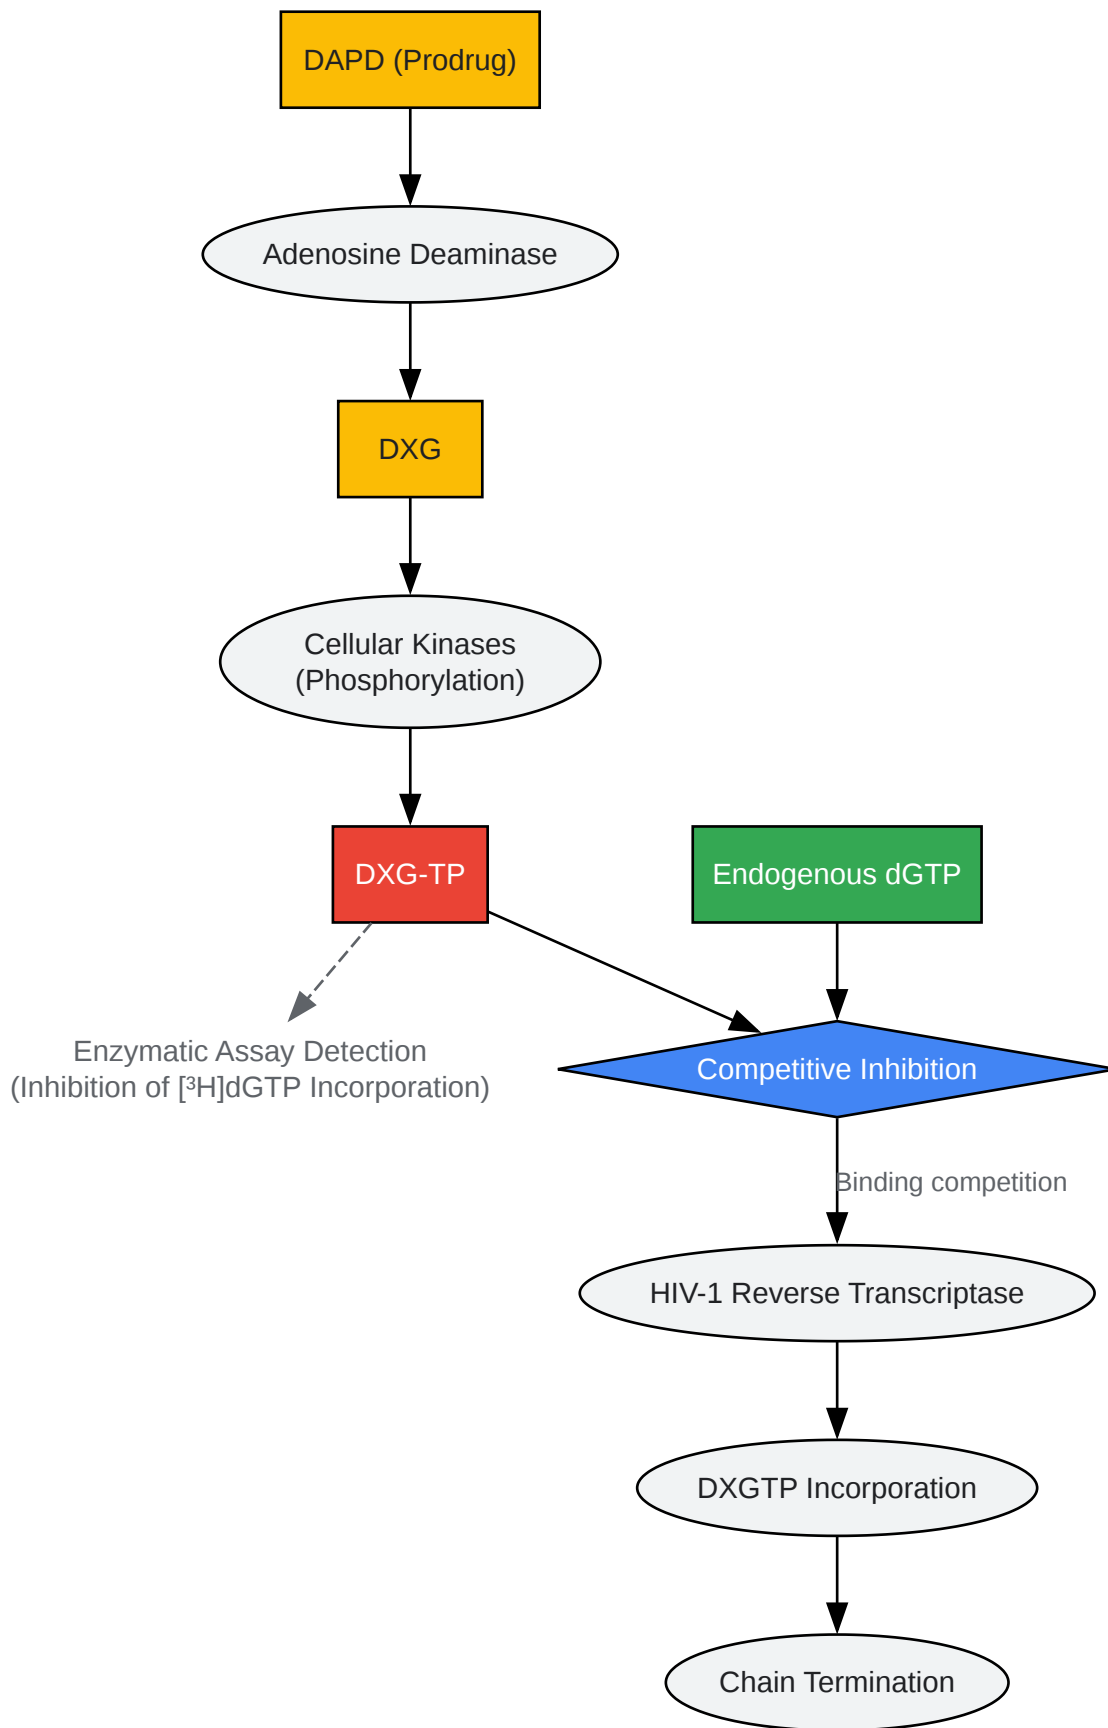 DAPD (Prodrug)
Adenosine Deaminase
DXG
Cellular Kinases
(Phosphorylation)
DXG-TP
Endogenous dGTP
Enzymatic Assay Detection
(Inhibition of [³H]dGTP Incorporation)
Competitive Inhibition
Binding competition
HIV-1 Reverse Transcriptase
DXGTP Incorporation
Chain Termination